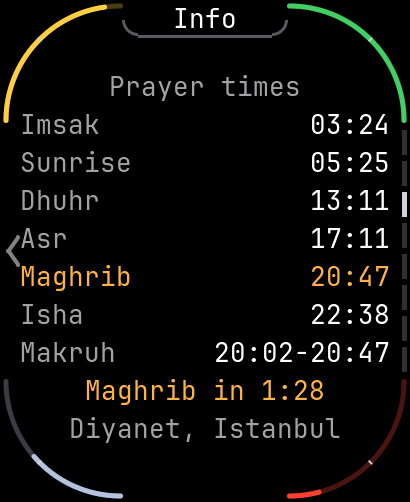 Info
Prayer times
Imsak 03:24
Sunrise 05:25
Dhuhr 13:11
Asr 17:11
Maghrib 20:47
Isha 22:38
Makruh 20:02-20:47
Maghrib in 1:28
Diyanet, Istanbul